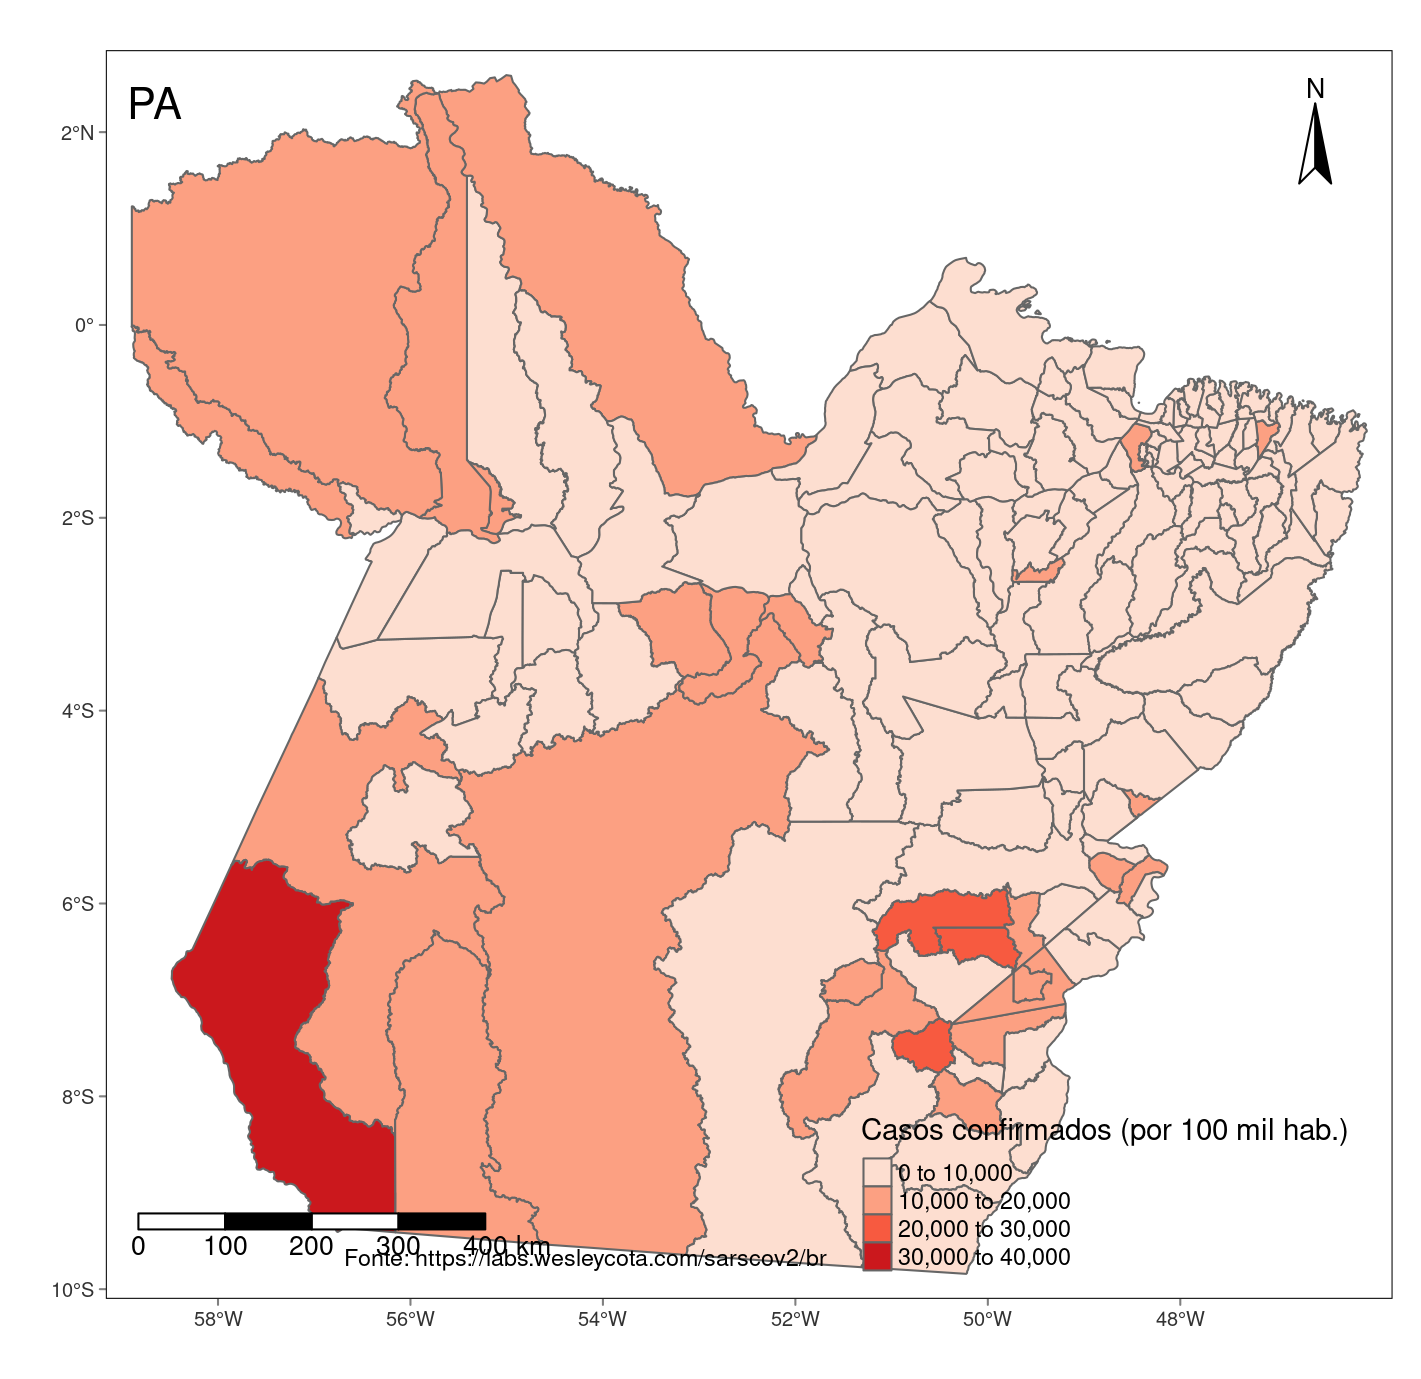 PA
N
2°N
0°
2°S
4°S
6°S
8°S
10°S
Casos confirmados (por 100 mil hab.)
0 to 10,000
10,000 to 20,000
20,000 to 30,000
30,000 to 40,000
0 100 200 300 400 km
Fonte: https://labs.wesleycota.com/sarscov2/br
58°W 56°W 54°W 52°W 50°W 48°W